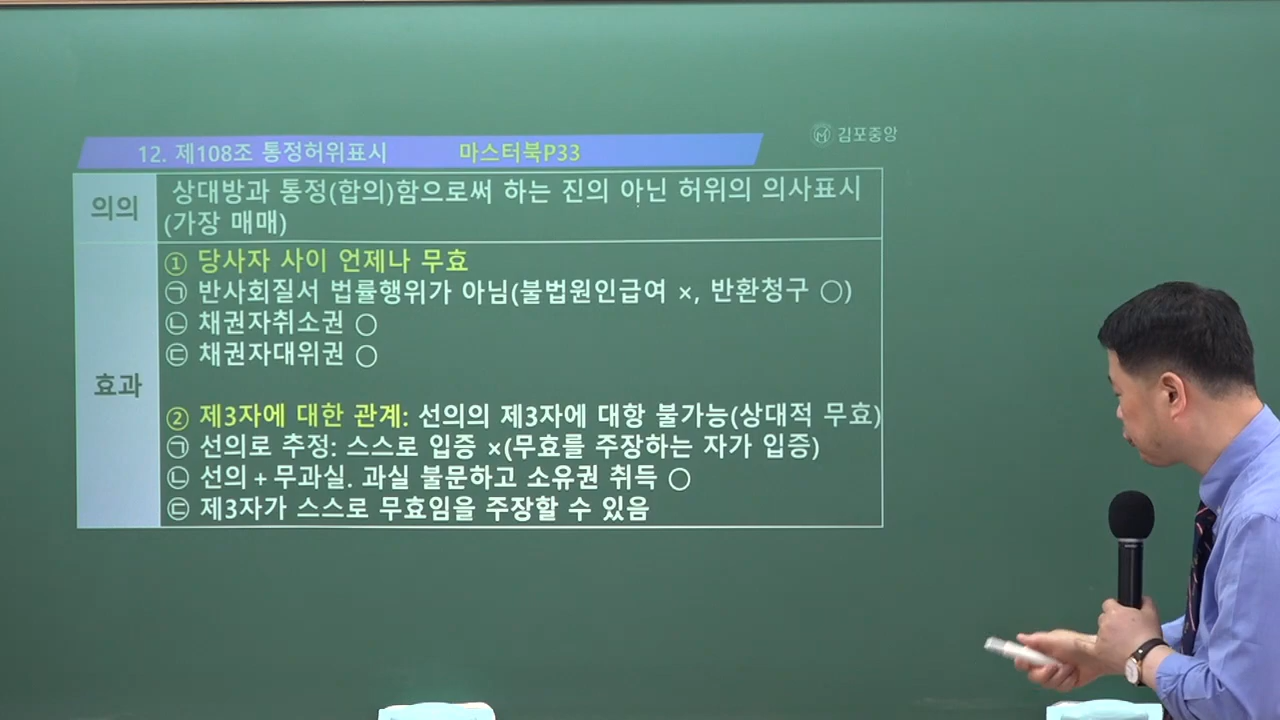 김포중앙
12. 제108조 통정허위표시 마스터북P33
의의
상대방과 통정(합의)함으로써 하는 진의 아닌 허위의 의사표시
(가장 매매)
효과
① 당사자 사이 언제나 무효
㉠ 반사회질서 법률행위가 아님(불법원인급여 ×, 반환청구 ○)
㉡ 채권자취소권 ○
㉢ 채권자대위권 ○
② 제3자에 대한 관계: 선의의 제3자에 대항 불가능(상대적 무효)
㉠ 선의로 추정: 스스로 입증 ×(무효를 주장하는 자가 입증)
㉡ 선의+무과실. 과실 불문하고 소유권 취득 ○
㉢ 제3자가 스스로 무효임을 주장할 수 있음